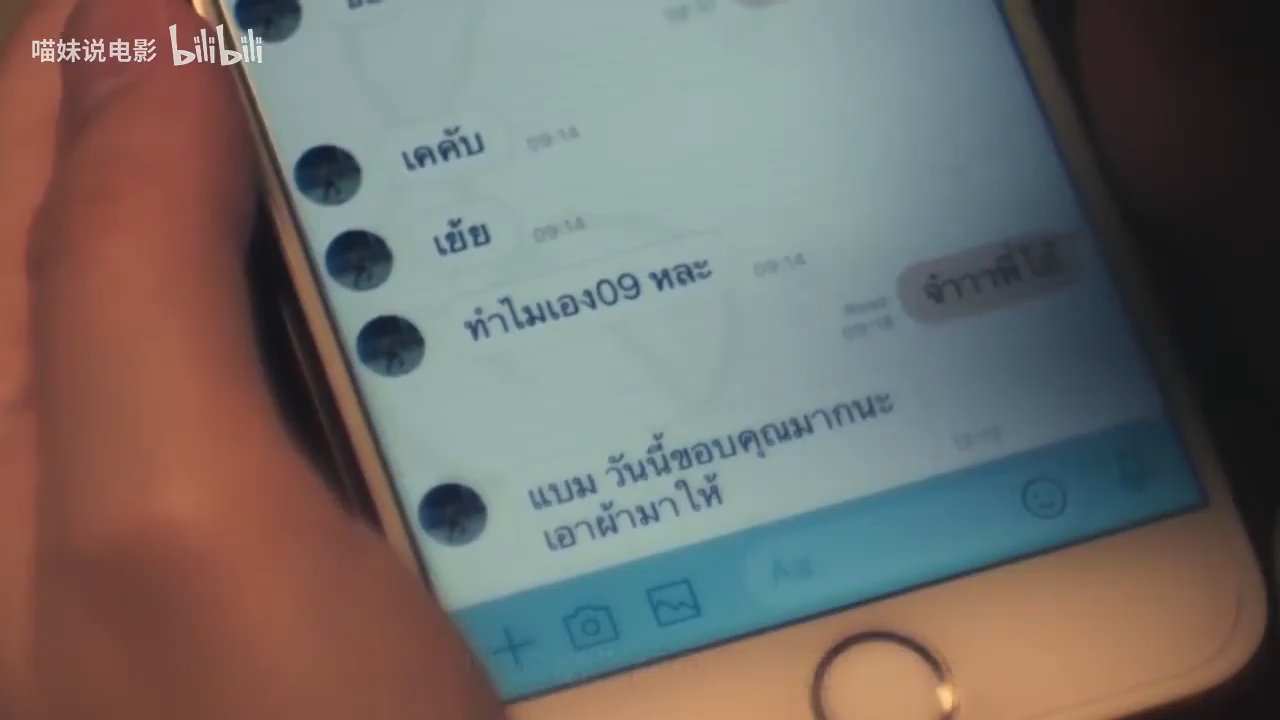 喵妹说电影 bilibili
เคคับ 09:14
เย้ย 09:14
ทำไมเอง09 หละ 09:14
Read
แบม วันนี้ขอบคุณมากนะ
เอาผ้ามาให้
Aa